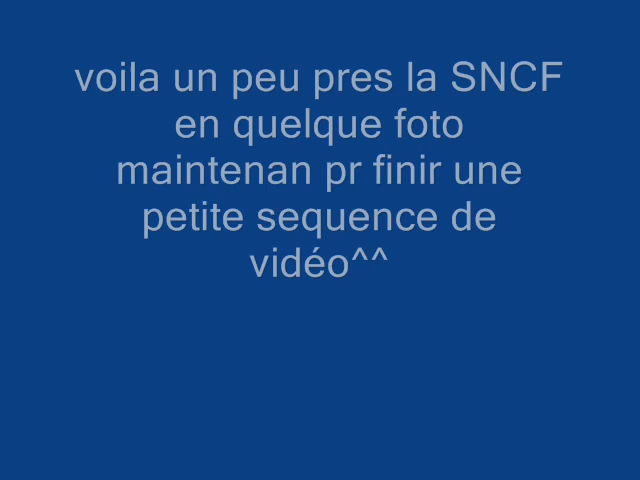 voila un peu pres la SNCF
en quelque foto
maintenan pr finir une
petite sequence de
vidéo^^